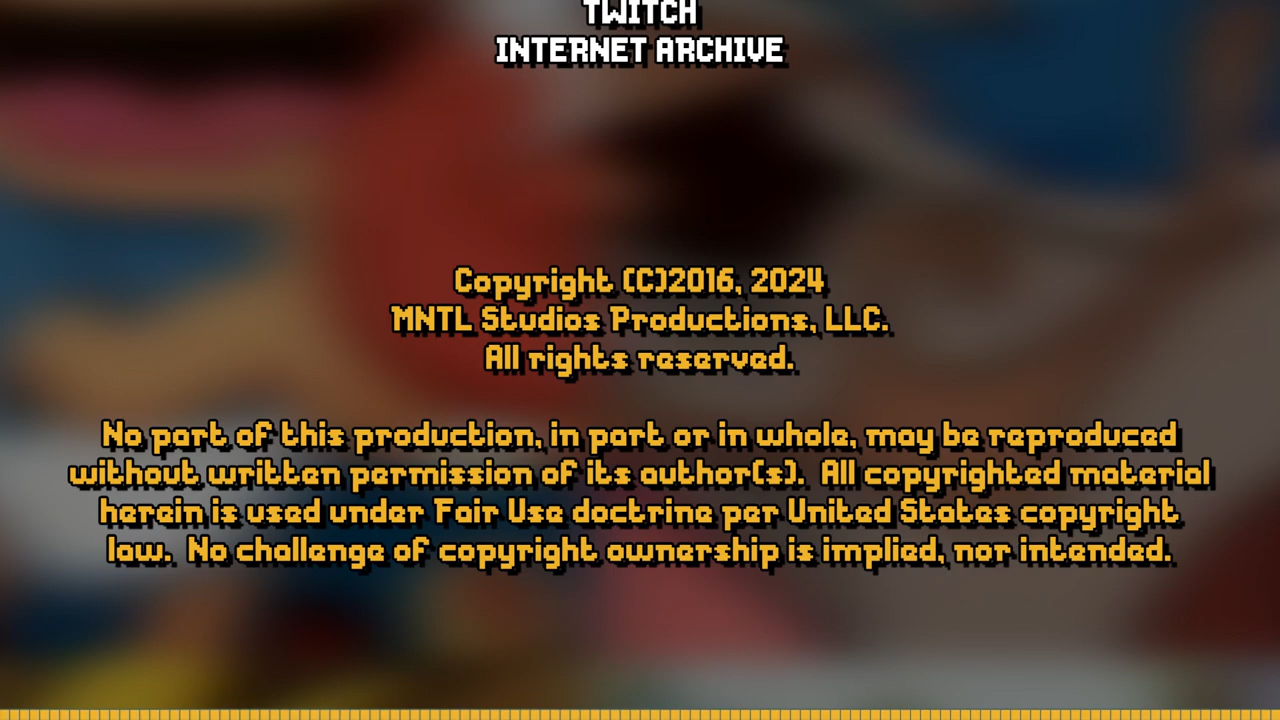 TWITCH
INTERNET ARCHIVE
Copyright (C)2016, 2024
MNTL Studios Productions, LLC.
All rights reserved.
No part of this production, in part or in whole, may be reproduced
without written permission of its author(s).  All copyrighted material
herein is used under Fair Use doctrine per United States copyright
law.  No challenge of copyright ownership is implied, nor intended.